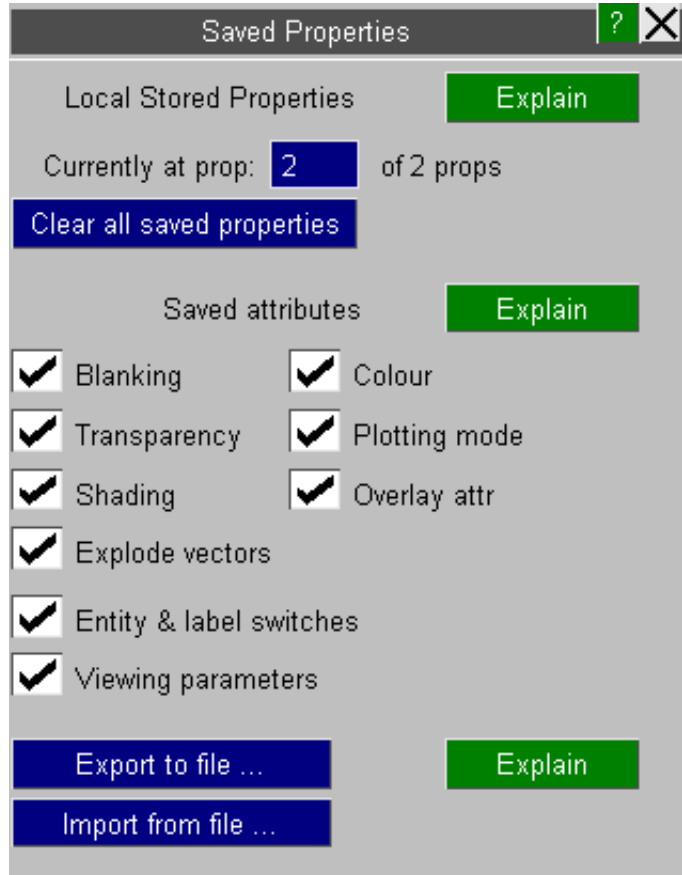 Saved Properties ?
Local Stored Properties Explain
Currently at prop: 2 of 2 props
Clear all saved properties
Saved attributes Explain
Blanking Colour
Transparency Plotting mode
Shading Overlay attr
Explode vectors
Entity & label switches
Viewing parameters
Export to file ... Explain
Import from file ...